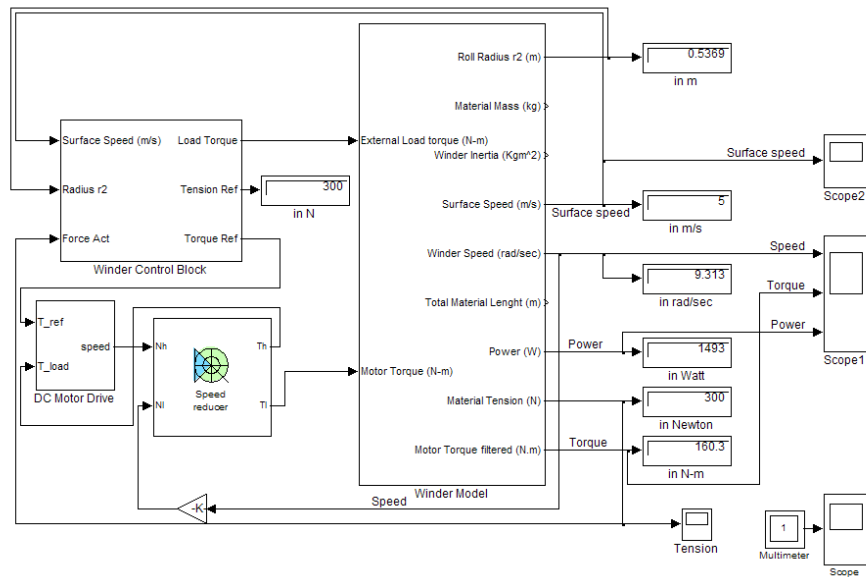 Roll Radius r2 (m)
0.5369
in m
Material Mass (kg)
Surface Speed (m/s)
Load Torque
External Load torque (N-m)
Winder Inertia (Kgm^2)
Surface speed
Radius r2
Tension Ref
300
in N
Surface Speed (m/s)
Surface speed
5
in m/s
Scope2
Force Act
Torque Ref
Winder Control Block
Winder Speed (rad/sec)
Speed
9.313
in rad/sec
Torque
Total Material Lenght (m)
T_ref
speed
T_load
DC Motor Drive
Nh
Th
Nl
Tl
Speed
reducer
Power (W)
Power
Power
1493
in Watt
Scope1
Motor Torque (N-m)
Material Tension (N)
300
in Newton
Motor Torque filtered (N.m)
Torque
160.3
in N-m
Winder Model
-K
Speed
Tension
1
Multimeter
Scope